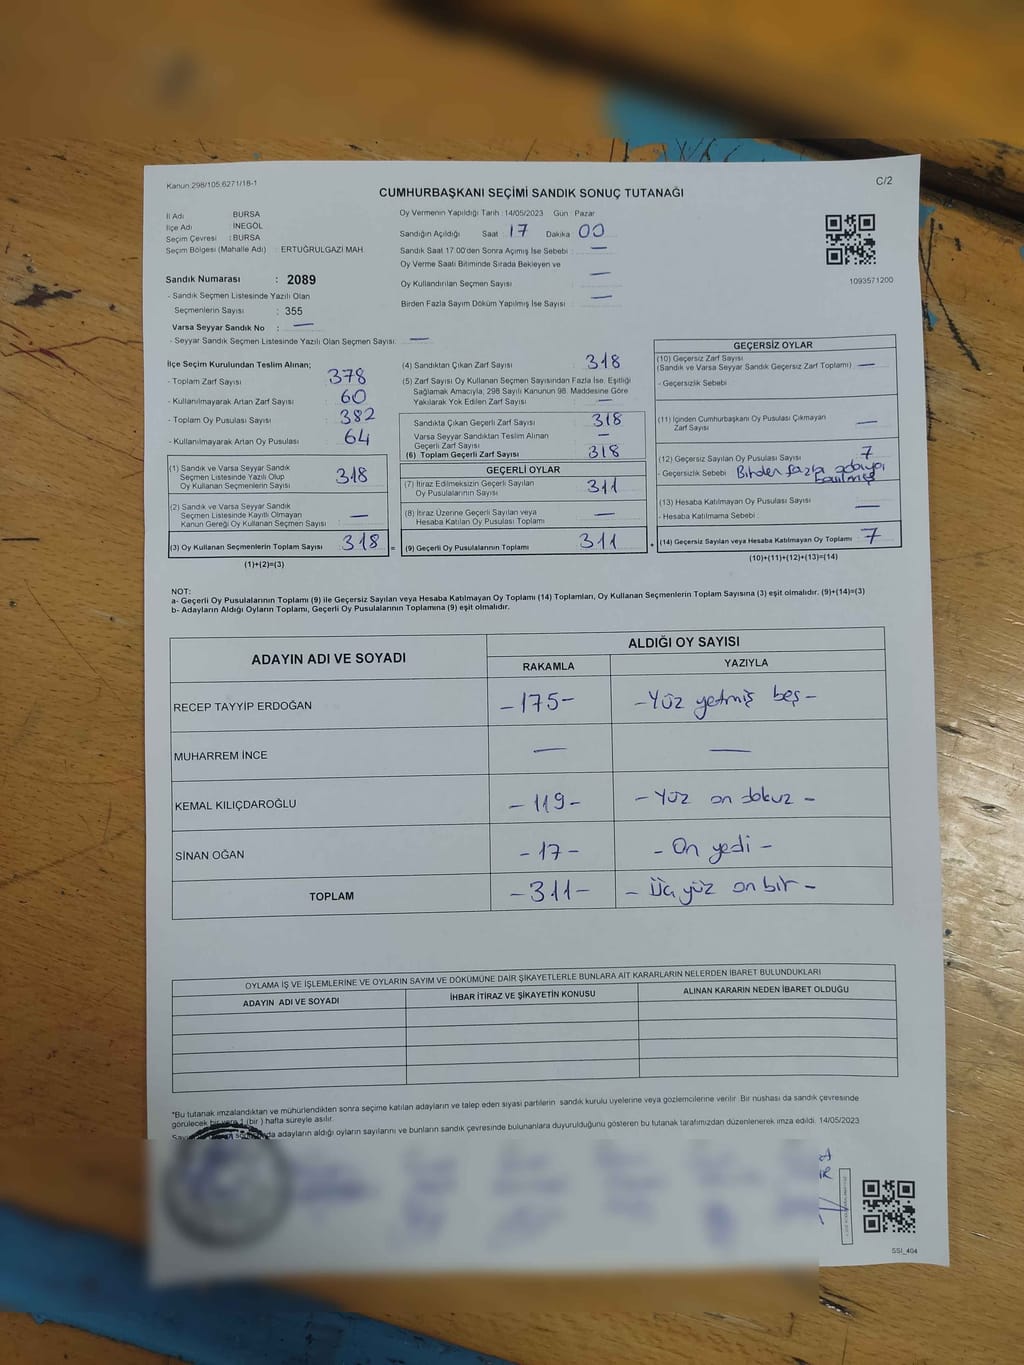 Kanun 298/105:6271/18-1
C/2
CUMHURBAŞKANI SEÇİMİ SANDIK SONUÇ TUTANAĞI
İl Adı BURSA
İlçe Adı İNEGÖL
Seçim Çevresi : BURSA
Seçim Bölgesi (Mahalle Adı) : ERTUĞRULGAZİ MAH.
Oy Vermenin Yapıldığı Tarih : 14/05/2023 Gün : Pazar
Sandığın Açıldığı Saat 17 Dakika 00
Sandık Saat 17.00'den Sonra Açımış İse Sebebi : —
Oy Verme Saati Bitiminde Sırada Bekleyen ve
Oy Kullandırılan Seçmen Sayısı : —
Birden Fazla Sayım Döküm Yapılmış İse Sayısı : —
1093571200
Sandık Numarası : 2089
- Sandık Seçmen Listesinde Yazılı Olan
Seçmenlerin Sayısı : 355
Varsa Seyyar Sandık No : —
- Seyyar Sandık Seçmen Listesinde Yazılı Olan Seçmen Sayısı: —
İlçe Seçim Kurulundan Teslim Alınan;
- Toplam Zarf Sayısı 378
- Kullanılmayarak Artan Zarf Sayısı 60
- Toplam Oy Pusulası Sayısı 382
- Kullanılmayarak Artan Oy Pusulası 64
(1) Sandık ve Varsa Seyyar Sandık
Seçmen Listesinde Yazılı Olup
Oy Kullanan Seçmenlerin Sayısı 318
(2) Sandık ve Varsa Seyyar Sandık
Seçmen Listesinde Kayıtlı Olmayan
Kanun Gereği Oy Kullanan Seçmen Sayısı —
(3) Oy Kullanan Seçmenlerin Toplam Sayısı 318 =
(1)+(2)=(3)
(4) Sandıktan Çıkan Zarf Sayısı : 318
(5) Zarf Sayısı Oy Kullanan Seçmen Sayısından Fazla İse, Eşitliği
Sağlamak Amacıyla; 298 Sayılı Kanunun 98. Maddesine Göre
Yakılarak Yok Edilen Zarf Sayısı : —
Sandıkta Çıkan Geçerli Zarf Sayısı 318
Varsa Seyyar Sandıktan Teslim Alınan
Geçerli Zarf Sayısı —
(6) Toplam Geçerli Zarf Sayısı 318
GEÇERLİ OYLAR
(7) İtiraz Edilmeksizin Geçerli Sayılan
Oy Pusulalarının Sayısı : 311
(8) İtiraz Üzerine Geçerli Sayılan veya
Hesaba Katılan Oy Pusulası Toplamı —
(9) Geçerli Oy Pusulalarının Toplamı 311 +
GEÇERSİZ OYLAR
(10) Geçersiz Zarf Sayısı
(Sandık ve Varsa Seyyar Sandık Geçersiz Zarf Toplamı) —
- Geçersizlik Sebebi
(11) İçinden Cumhurbaşkanı Oy Pusulası Çıkmayan
Zarf Sayısı —
(12) Geçersiz Sayılan Oy Pusulası Sayısı 7
- Geçersizlik Sebebi Birden fazla adaya
basılmış
(13) Hesaba Katılmayan Oy Pusulası Sayısı —
- Hesaba Katılmama Sebebi :
(14) Geçersiz Sayılan veya Hesaba Katılmayan Oy Toplamı : 7
(10)+(11)+(12)+(13)=(14)
NOT:
a- Geçerli Oy Pusulalarının Toplamı (9) ile Geçersiz Sayılan veya Hesaba Katılmayan Oy Toplamı (14) Toplamları, Oy Kullanan Seçmenlerin Toplam Sayısına (3) eşit olmalıdır. (9)+(14)=(3)
b- Adayların Aldığı Oyların Toplamı, Geçerli Oy Pusulalarının Toplamına (9) eşit olmalıdır.
ADAYIN ADI VE SOYADI
ALDIĞI OY SAYISI
RAKAMLA YAZIYLA
RECEP TAYYİP ERDOĞAN -175- -Yüz yetmiş beş-
MUHARREM İNCE — —
KEMAL KILIÇDAROĞLU -119- -Yüz on dokuz-
SİNAN OĞAN -17- -On yedi-
TOPLAM -311- -Üç yüz on bir-
OYLAMA İŞ VE İŞLEMLERİNE VE OYLARIN SAYIM VE DÖKÜMÜNE DAİR ŞİKAYETLERLE BUNLARA AİT KARARLARIN NELERDEN İBARET BULUNDUKLARI
ADAYIN ADI VE SOYADI İHBAR İTİRAZ VE ŞİKAYETİN KONUSU ALINAN KARARIN NEDEN İBARET OLDUĞU
"Bu tutanak imzalandıktan ve mühürlendikten sonra seçime katılan adayların ve talep eden siyasi partilerin sandık kurulu üyelerine veya gözlemcilerine verilir. Bir nüshası da sandık çevresinde
görülecek bir yere 1 (bir) hafta süreyle asılır.
adayların aldığı oyların sayılarını ve bunların sandık çevresinde bulunanlara duyurulduğunu gösteren bu tutanak tarafımızdan düzenlenerek imza edildi. 14/05/2023
SSI_404